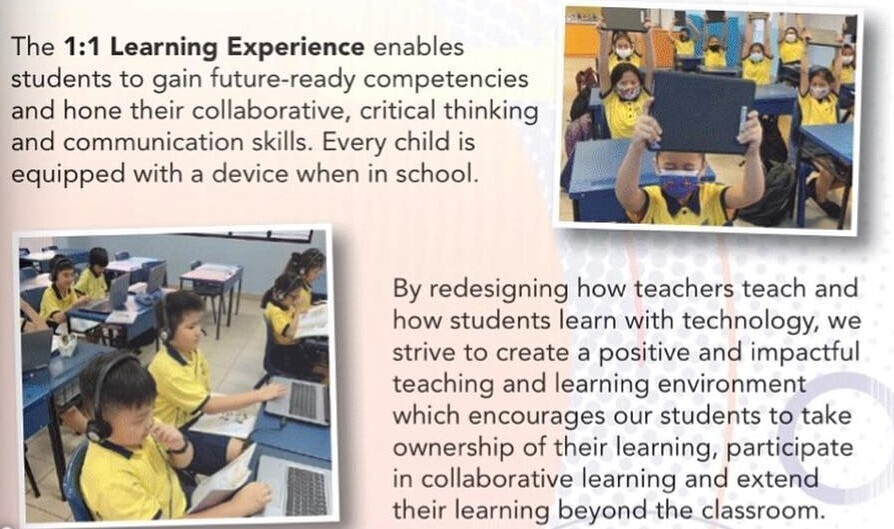 The 1:1 Learning Experience enables
students to gain future-ready competencies
and hone their collaborative, critical thinking
and communication skills. Every child is
equipped with a device when in school.
By redesigning how teachers teach and
how students learn with technology, we
strive to create a positive and impactful
teaching and learning environment
which encourages our students to take
ownership of their learning, participate
in collaborative learning and extend
their learning beyond the classroom.